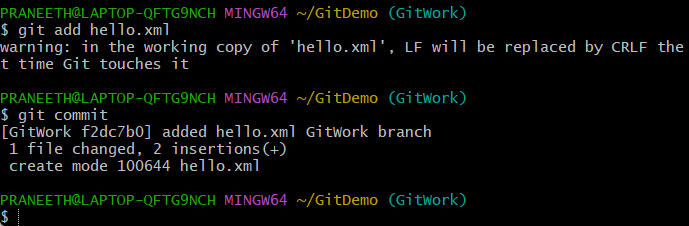 PRANEETH@LAPTOP-QFTG9NCH MINGW64 ~/GitDemo (GitWork)
$ git add hello.xml
warning: in the working copy of 'hello.xml', LF will be replaced by CRLF the
t time Git touches it
PRANEETH@LAPTOP-QFTG9NCH MINGW64 ~/GitDemo (GitWork)
$ git commit
[GitWork f2dc7b0] added hello.xml GitWork branch
 1 file changed, 2 insertions(+)
 create mode 100644 hello.xml
PRANEETH@LAPTOP-QFTG9NCH MINGW64 ~/GitDemo (GitWork)
$